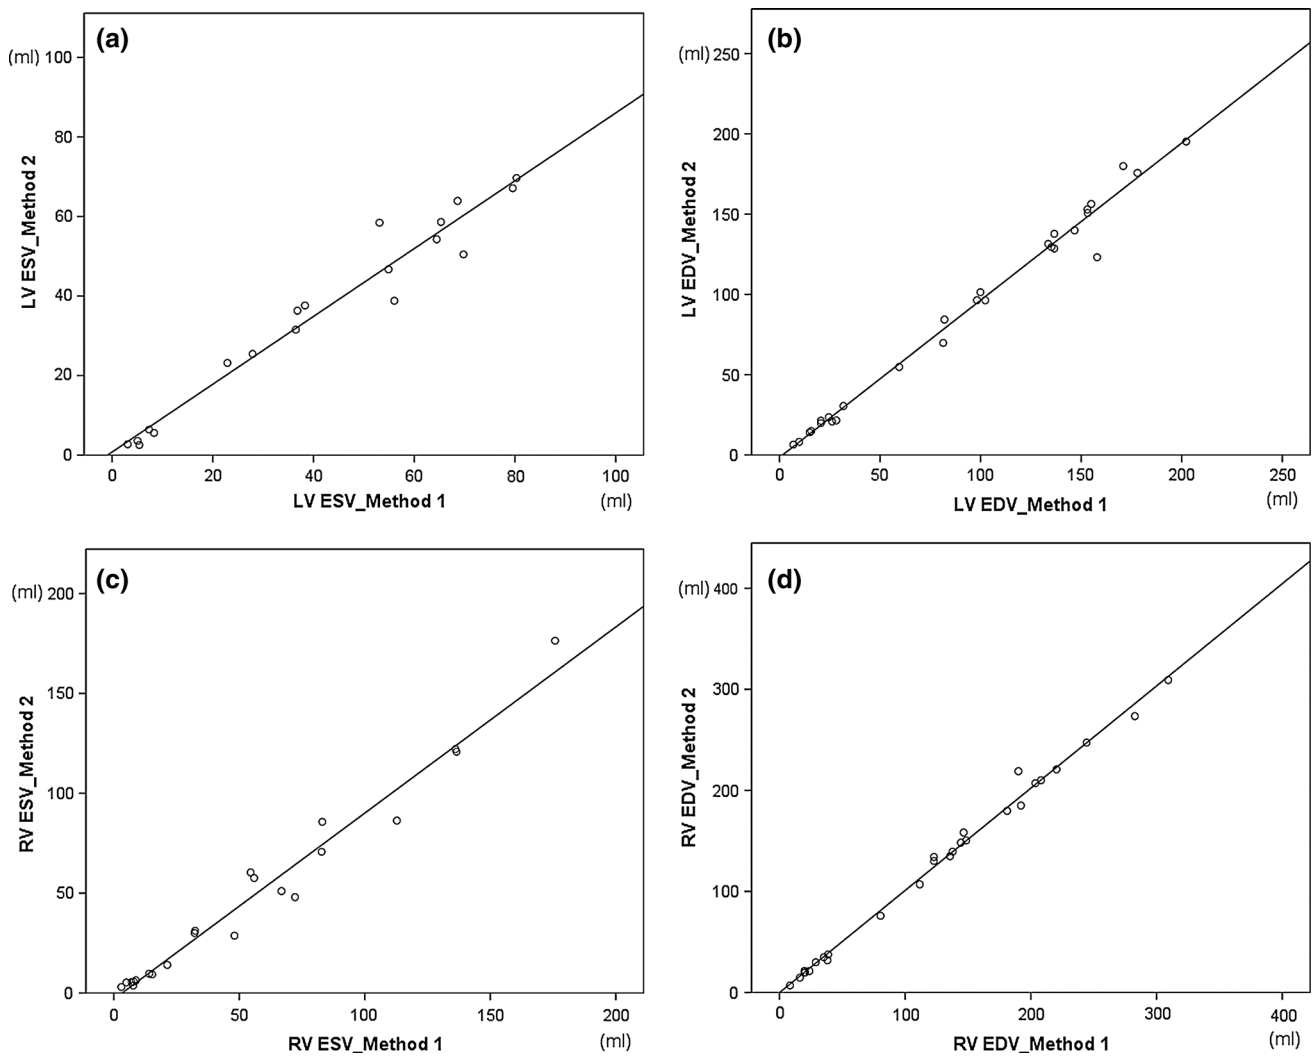 (a)
(ml) 100
80
60
40
20
0
LV ESV_Method 2
0 20 40 60 80 100
LV ESV_Method 1 (ml)
(b)
(ml) 250
200
150
100
50
0
LV EDV_Method 2
0 50 100 150 200 250
LV EDV_Method 1 (ml)
(c)
(ml) 200
150
100
50
0
RV ESV_Method 2
0 50 100 150 200
RV ESV_Method 1 (ml)
(d)
(ml) 400
300
200
100
0
RV EDV_Method 2
0 100 200 300 400
RV EDV_Method 1 (ml)